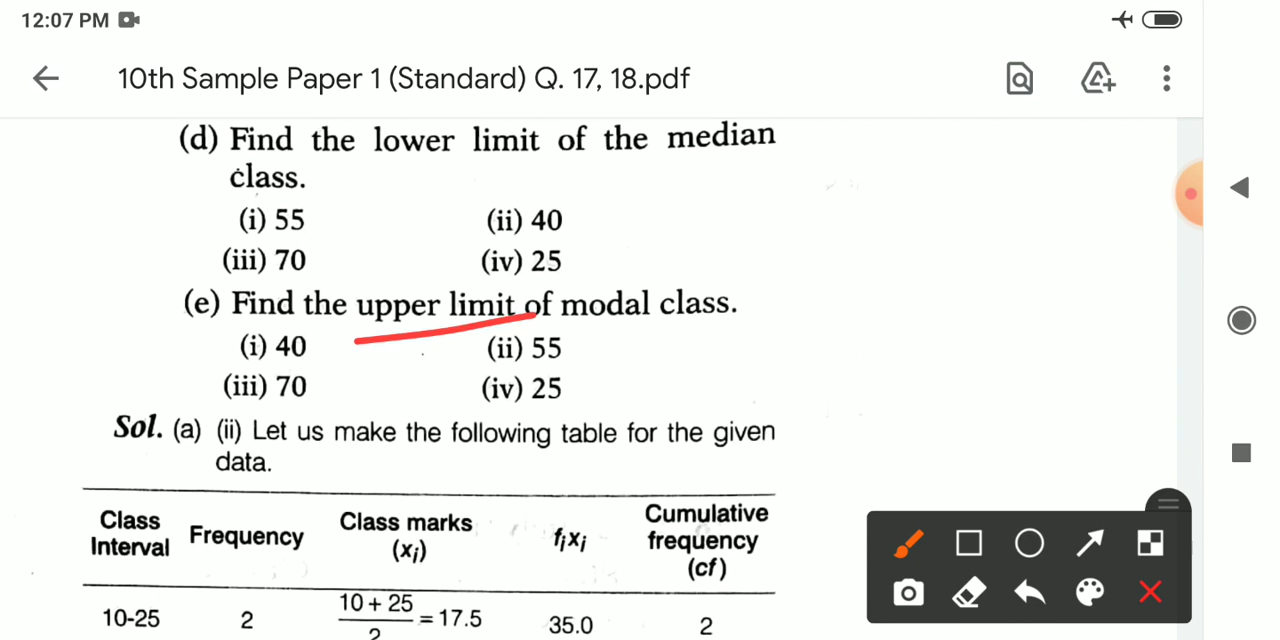 12:07 PM
10th Sample Paper 1 (Standard) Q. 17, 18.pdf
(d) Find the lower limit of the median
class.
(i) 55 (ii) 40
(iii) 70 (iv) 25
(e) Find the upper limit of modal class.
(i) 40 (ii) 55
(iii) 70 (iv) 25
Sol. (a) (ii) Let us make the following table for the given
data.
Class Interval Frequency Class marks (xi) fixi Cumulative frequency (cf)
10-25 2 10 + 25 / 2 = 17.5 35.0 2